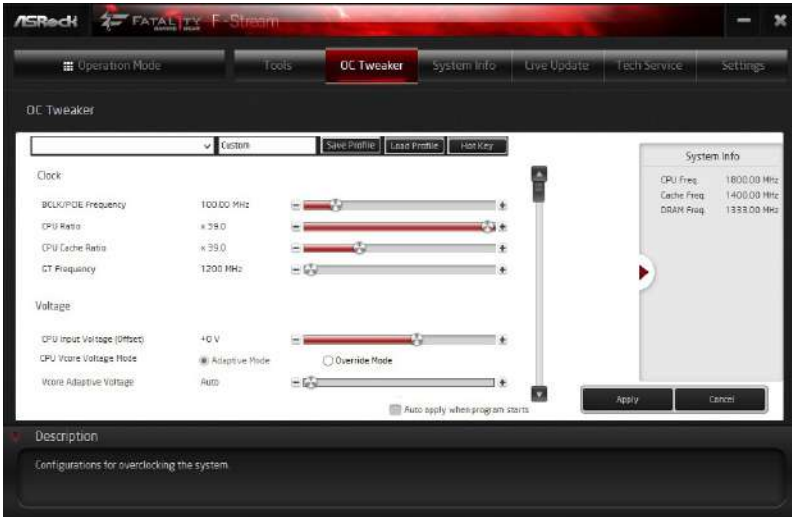 ASRock FATAL1TY GAMING GEAR F-Stream
Operation Mode Tools OC Tweaker System Info Live Update Tech Service Settings
OC Tweaker
Custom Save Profile Load Profile Hot Key
System Info
Clock
CPU Freq 1800.00 MHz
Cache Freq 1400.00 MHz
DRAM Freq 1333.00 MHz
BCLK/PCIE Frequency 100.00 MHz
CPU Ratio x 39.0
CPU Cache Ratio x 39.0
GT Frequency 1200 MHz
Voltage
CPU Input Voltage (Offset) +0 V
CPU Vcore Voltage Mode Adaptive Mode Override Mode
Vcore Adaptive Voltage Auto
Auto apply when program starts
Apply Cancel
Description
Configurations for overclocking the system.